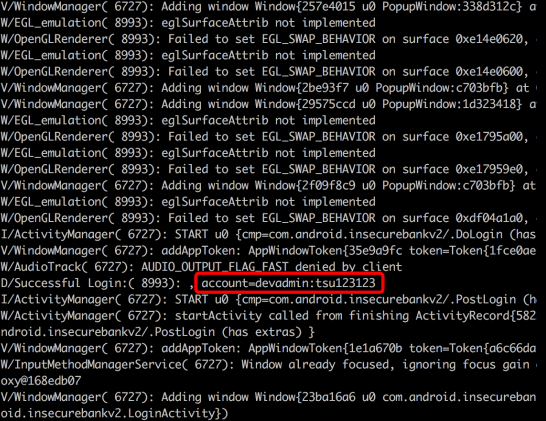 V/WindowManager( 6727): Adding window Window{257e4015 u0 PopupWindow:338d312c} a
W/EGL_emulation( 8993): eglSurfaceAttrib not implemented
W/OpenGLRenderer( 8993): Failed to set EGL_SWAP_BEHAVIOR on surface 0xe14e0620, e
W/EGL_emulation( 8993): eglSurfaceAttrib not implemented
W/OpenGLRenderer( 8993): Failed to set EGL_SWAP_BEHAVIOR on surface 0xe14e0600, e
V/WindowManager( 6727): Adding window Window{2be93f7 u0 PopupWindow:c703bfb} at
V/WindowManager( 6727): Adding window Window{29575ccd u0 PopupWindow:1d323418} a
W/EGL_emulation( 8993): eglSurfaceAttrib not implemented
W/OpenGLRenderer( 8993): Failed to set EGL_SWAP_BEHAVIOR on surface 0xe1795a00, e
W/EGL_emulation( 8993): eglSurfaceAttrib not implemented
W/OpenGLRenderer( 8993): Failed to set EGL_SWAP_BEHAVIOR on surface 0xe17959e0, e
V/WindowManager( 6727): Adding window Window{2f09f8c9 u0 PopupWindow:c703bfb} at
W/EGL_emulation( 8993): eglSurfaceAttrib not implemented
W/OpenGLRenderer( 8993): Failed to set EGL_SWAP_BEHAVIOR on surface 0xdf04a1a0, e
I/ActivityManager( 6727): START u0 {cmp=com.android.insecurebankv2/.DoLogin (has
V/WindowManager( 6727): addAppToken: AppWindowToken{35e9a9fc token=Token{1fce0ae
W/AudioTrack( 6727): AUDIO_OUTPUT_FLAG_FAST denied by client
D/Successful Login:( 8993): , account=devadmin:tsu123123
I/ActivityManager( 6727): START u0 {cmp=com.android.insecurebankv2/.PostLogin (h
W/ActivityManager( 6727): startActivity called from finishing ActivityRecord{582
ndroid.insecurebankv2/.PostLogin (has extras) }
V/WindowManager( 6727): addAppToken: AppWindowToken{1e1a670b token=Token{a6c66da
W/InputMethodManagerService( 6727): Window already focused, ignoring focus gain
oxy@168edb07
V/WindowManager( 6727): Adding window Window{23ba16a6 u0 com.android.insecureban
oid.insecurebankv2.LoginActivity})